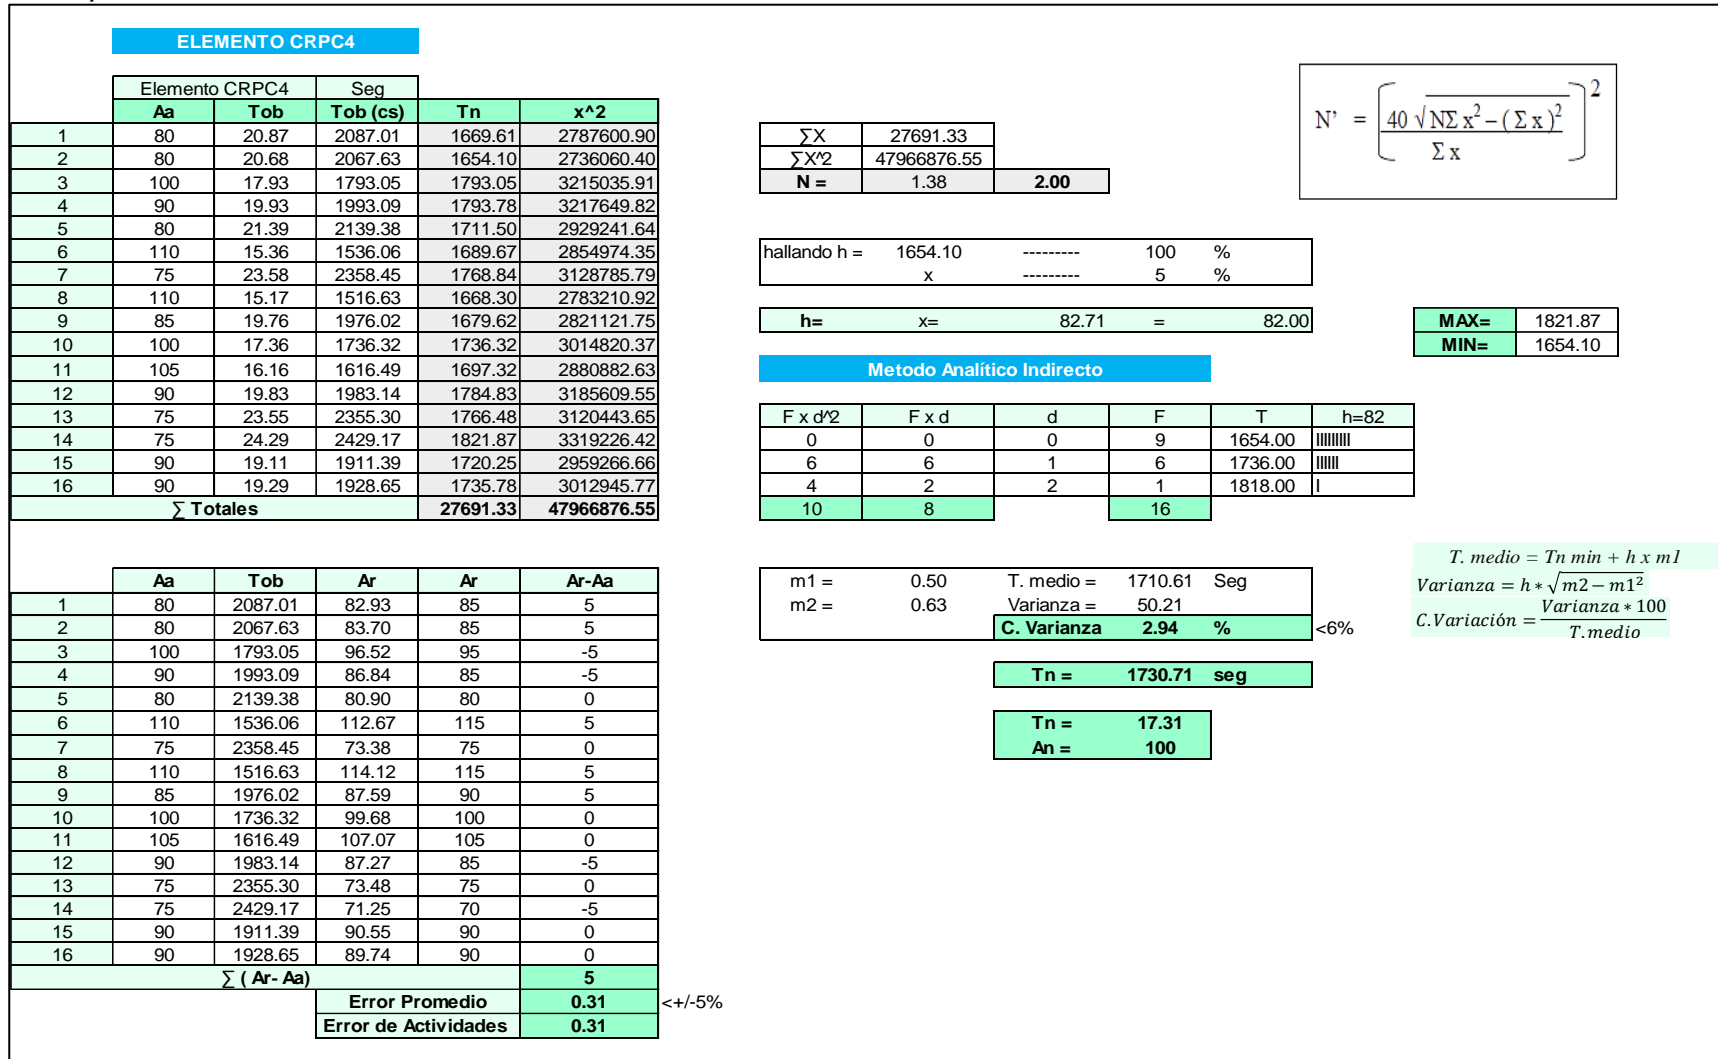 ELEMENTO CRPC4
Elemento CRPC4 Seg
Aa Tob Tob (cs) Tn x^2
1 80 20.87 2087.01 1669.61 2787600.90
2 80 20.68 2067.63 1654.10 2736060.40
3 100 17.93 1793.05 1793.05 3215035.91
4 90 19.93 1993.09 1793.78 3217649.82
5 80 21.39 2139.38 1711.50 2929241.64
6 110 15.36 1536.06 1689.67 2854974.35
7 75 23.58 2358.45 1768.84 3128785.79
8 110 15.17 1516.63 1668.30 2783210.92
9 85 19.76 1976.02 1679.62 2821121.75
10 100 17.36 1736.32 1736.32 3014820.37
11 105 16.16 1616.49 1697.32 2880882.63
12 90 19.83 1983.14 1784.83 3185609.55
13 75 23.55 2355.30 1766.48 3120443.65
14 75 24.29 2429.17 1821.87 3319226.42
15 90 19.11 1911.39 1720.25 2959266.66
16 90 19.29 1928.65 1735.78 3012945.77
∑ Totales 27691.33 47966876.55
∑X 27691.33
∑X^2 47966876.55
N = 1.38 2.00
N' = [ 40 √ NΣ x² – ( Σ x )² / Σ x ] 2
hallando h = 1654.10 --------- 100 %
x --------- 5 %
h= x= 82.71 = 82.00
MAX= 1821.87
MIN= 1654.10
Metodo Analítico Indirecto
F x d^2 F x d d F T h=82
0 0 0 9 1654.00 IIIIIIIII
6 6 1 6 1736.00 IIIIII
4 2 2 1 1818.00 I
10 8 16
Aa Tob Ar Ar Ar-Aa
1 80 2087.01 82.93 85 5
2 80 2067.63 83.70 85 5
3 100 1793.05 96.52 95 -5
4 90 1993.09 86.84 85 -5
5 80 2139.38 80.90 80 0
6 110 1536.06 112.67 115 5
7 75 2358.45 73.38 75 0
8 110 1516.63 114.12 115 5
9 85 1976.02 87.59 90 5
10 100 1736.32 99.68 100 0
11 105 1616.49 107.07 105 0
12 90 1983.14 87.27 85 -5
13 75 2355.30 73.48 75 0
14 75 2429.17 71.25 70 -5
15 90 1911.39 90.55 90 0
16 90 1928.65 89.74 90 0
∑ ( Ar- Aa) 5
Error Promedio 0.31 <+/-5%
Error de Actividades 0.31
m1 = 0.50 T. medio = 1710.61 Seg
m2 = 0.63 Varianza = 50.21
C. Varianza 2.94 % <6%
Tn = 1730.71 seg
Tn = 17.31
An = 100
T. medio = Tn min + h x m1
Varianza = h * √m2 − m1²
C.Variación = Varianza * 100 / T.medio